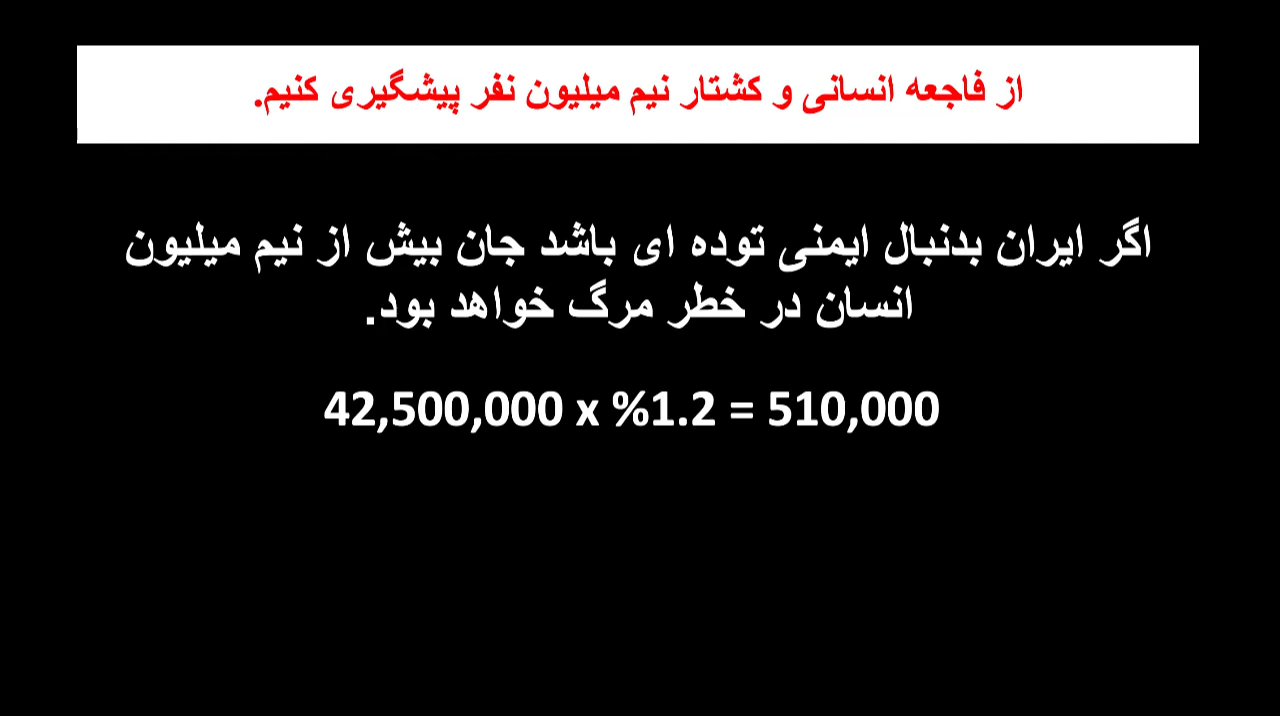 از فاجعه انسانی و کشتار نیم میلیون نفر پیشگیری کنیم.
اگر ایران بدنبال ایمنی توده ای باشد جان بیش از نیم میلیون
انسان در خطر مرگ خواهد بود.
42,500,000 x %1.2 = 510,000